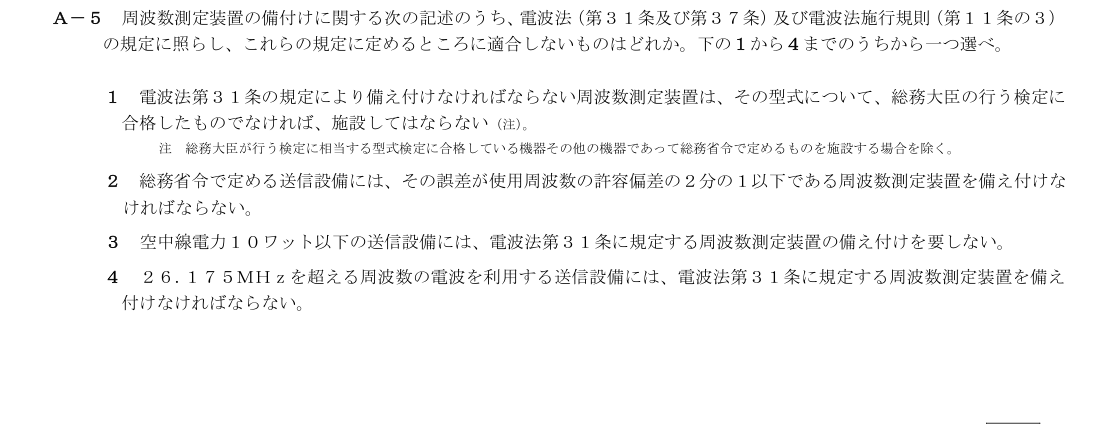 A－5　周波数測定装置の備付けに関する次の記述のうち、電波法（第３１条及び第３７条）及び電波法施行規則（第１１条の３）
の規定に照らし、これらの規定に定めるところに適合しないものはどれか。下の1から4までのうちから一つ選べ。
1　電波法第３１条の規定により備え付けなければならない周波数測定装置は、その型式について、総務大臣の行う検定に
合格したものでなければ、施設してはならない（注）。
注　総務大臣が行う検定に相当する型式検定に合格している機器その他の機器であって総務省令で定めるものを施設する場合を除く。
2　総務省令で定める送信設備には、その誤差が使用周波数の許容偏差の２分の１以下である周波数測定装置を備え付けな
ければならない。
3　空中線電力１０ワット以下の送信設備には、電波法第３１条に規定する周波数測定装置の備え付けを要しない。
4　２６.１７５ＭＨｚを超える周波数の電波を利用する送信設備には、電波法第３１条に規定する周波数測定装置を備え
付けなければならない。